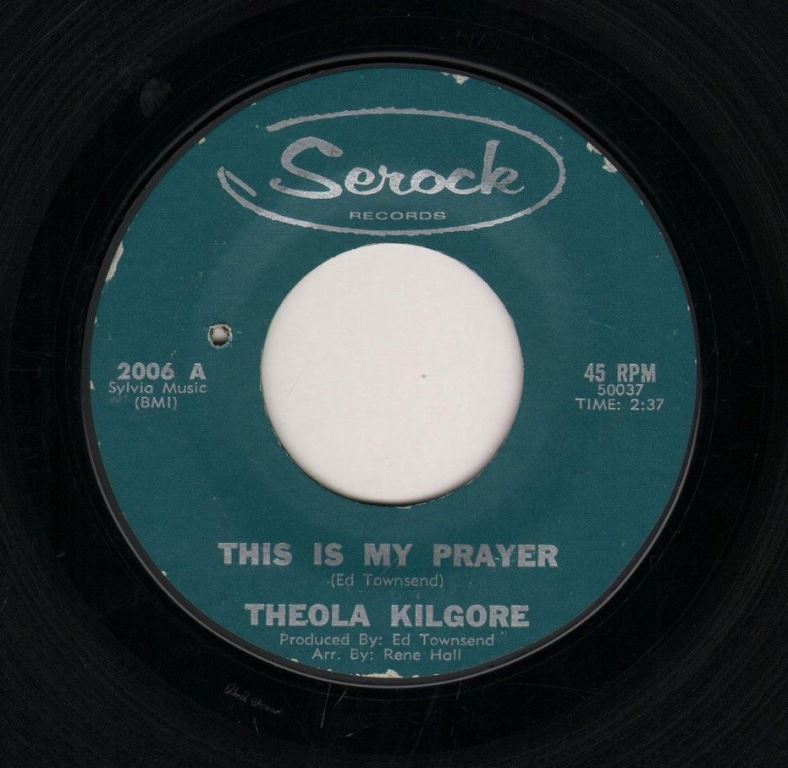 Serock
RECORDS
2006 A
Sylvia Music
(BMI)
45 RPM
50037
TIME: 2:37
THIS IS MY PRAYER
(Ed Townsend)
THEOLA KILGORE
Produced By: Ed Townsend
Arr. By: Rene Hall